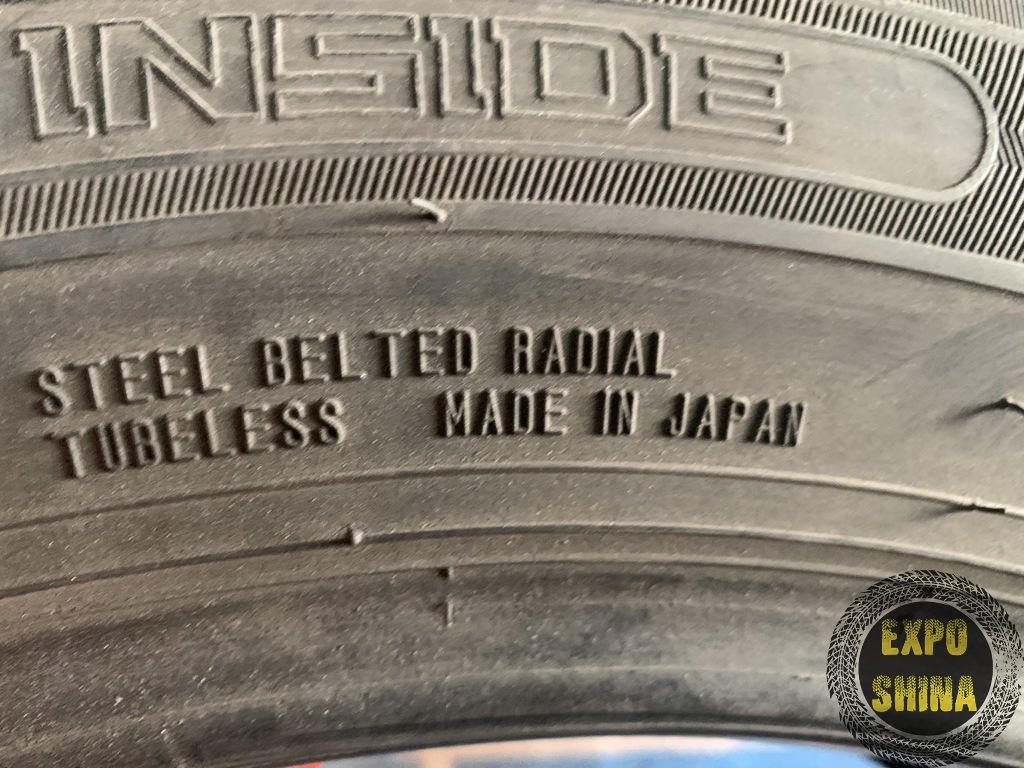 INSIDE
STEEL BELTED RADIAL
TUBELESS MADE IN JAPAN
EXPO
SHINA